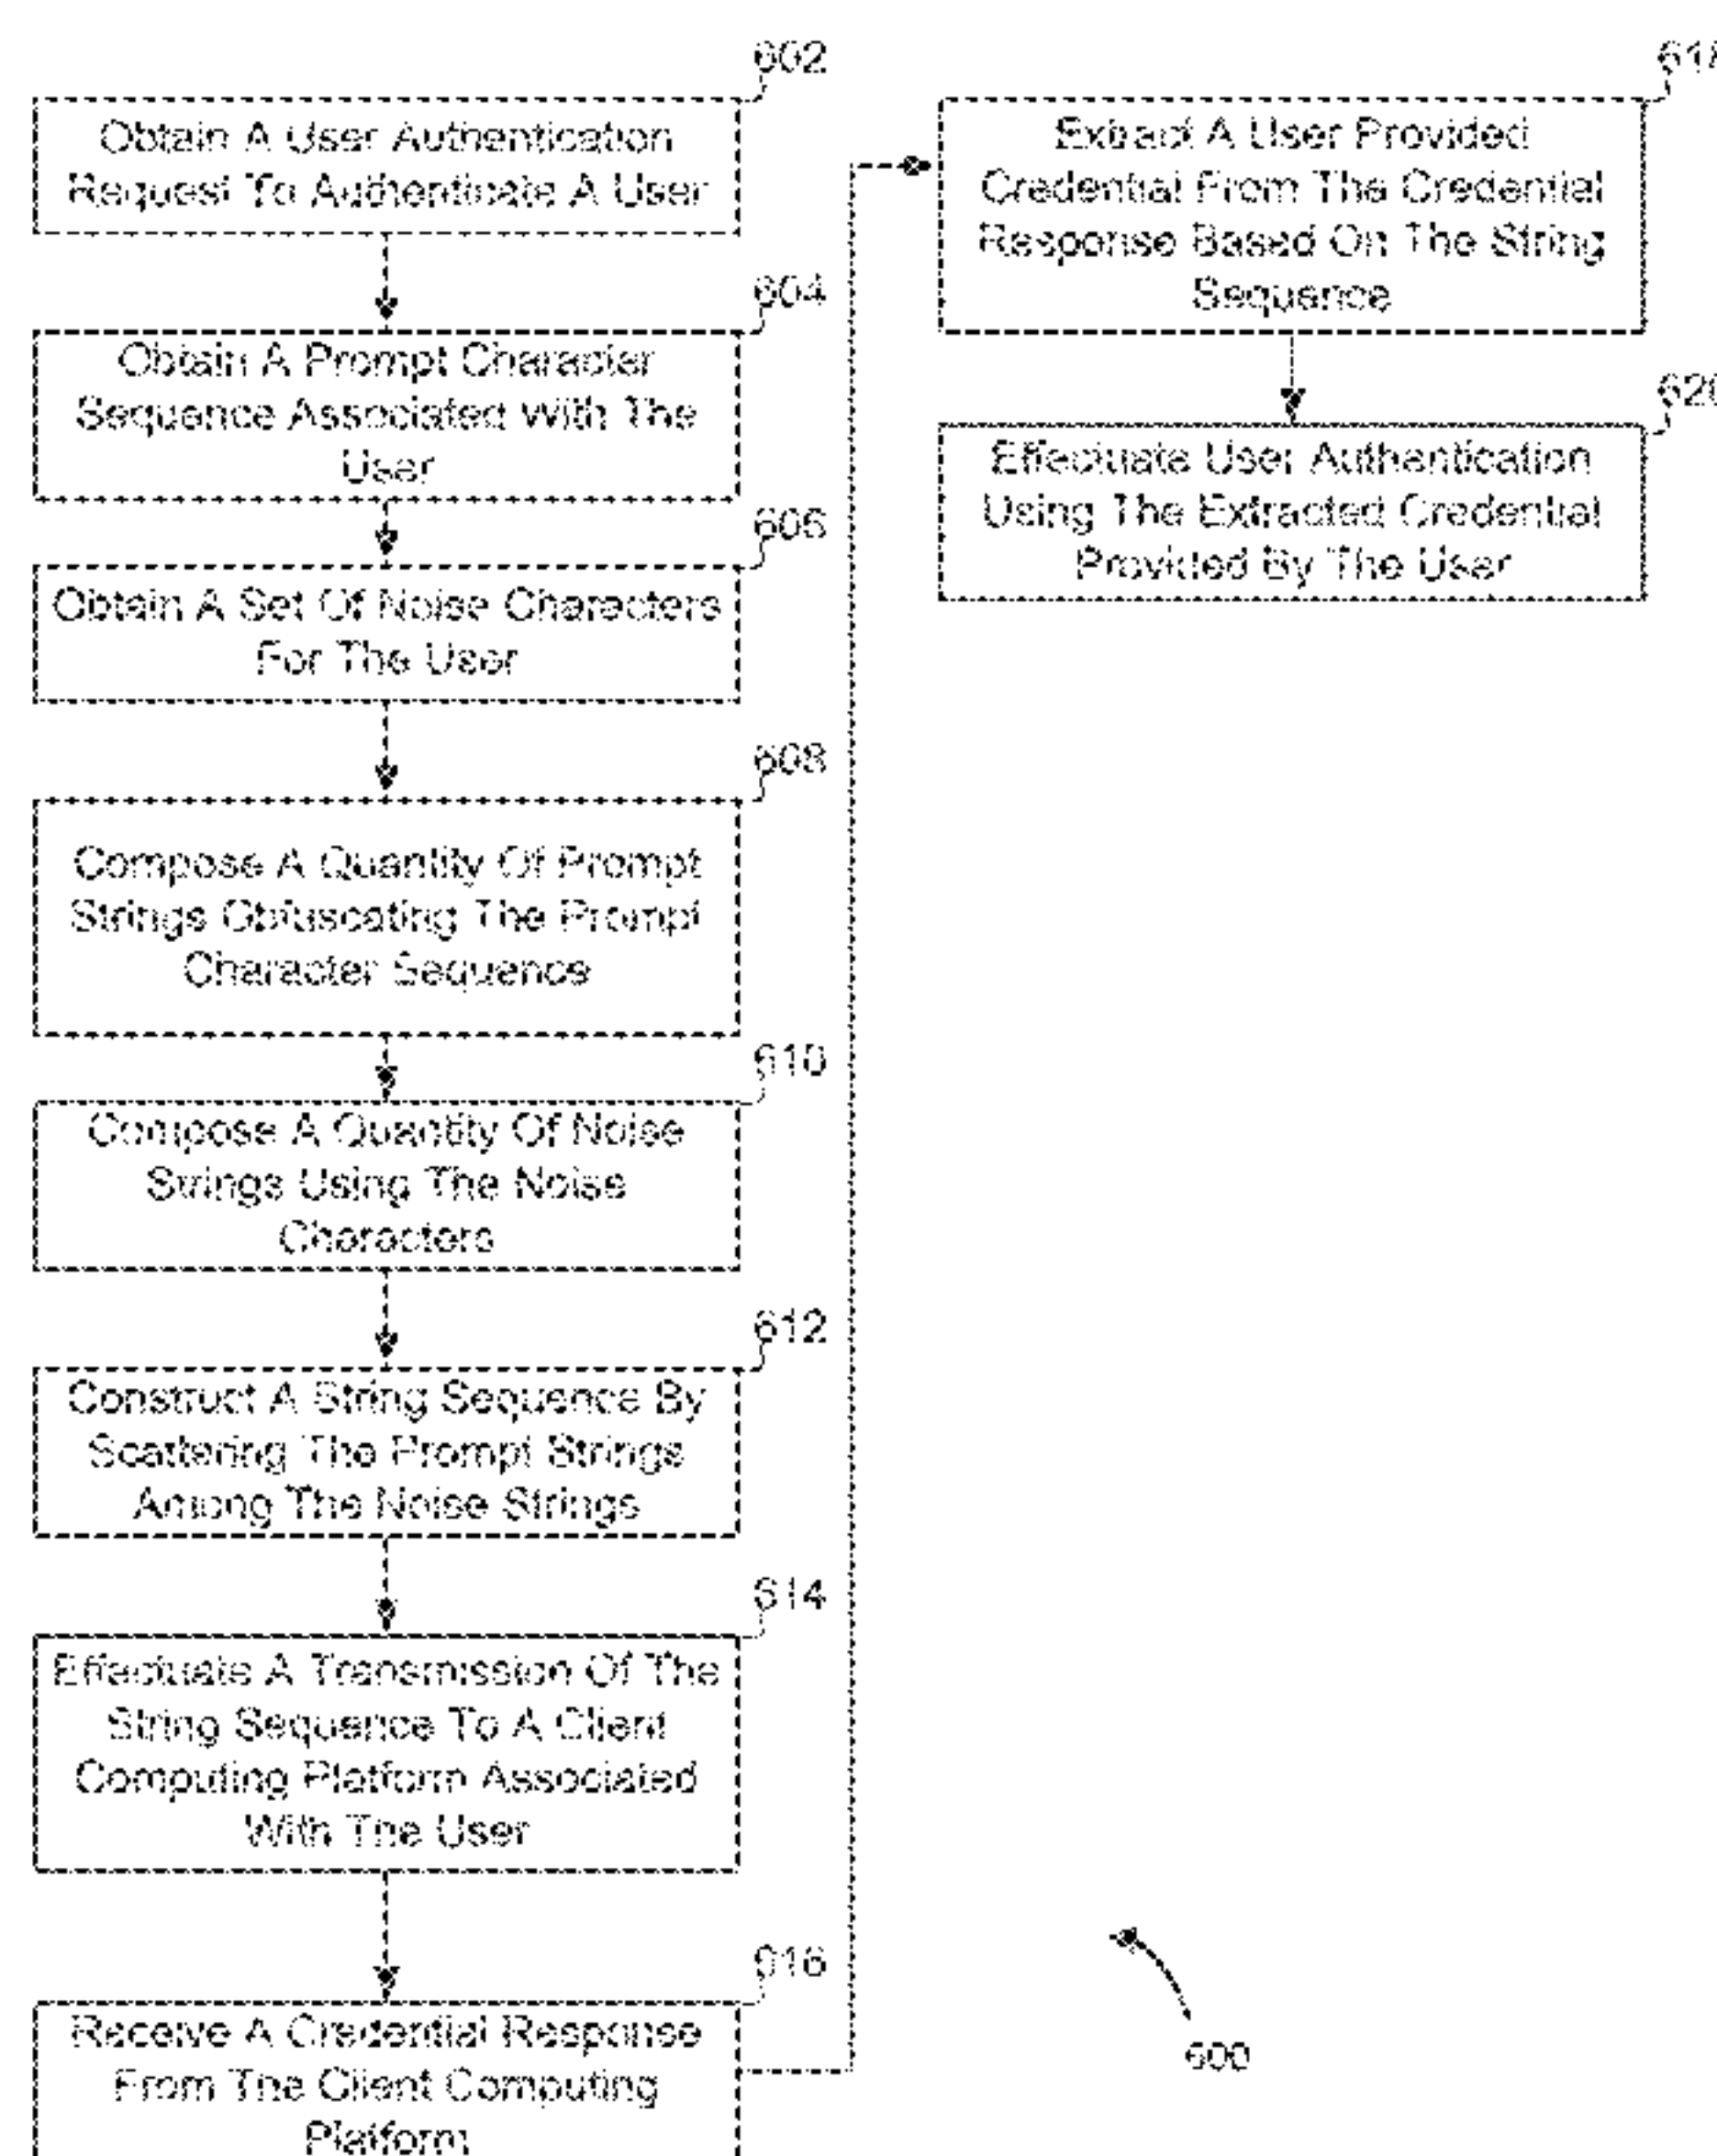 602
Obtain A User Authentication
Request To Authenticate A User
604
Obtain A Prompt Character
Sequence Associated With The
User
606
Obtain A Set Of Noise Characters
For The User
608
Compose A Quantity Of Prompt
Strings Obfuscating The Prompt
Character Sequence
610
Compose A Quantity Of Noise
Strings Using The Noise
Characters
612
Construct A String Sequence By
Scattering The Prompt Strings
Among The Noise Strings
614
Effectuate A Transmission Of The
String Sequence To A Client
Computing Platform Associated
With The User
616
Receive A Credential Response
From The Client Computing
Platform
618
Extract A User Provided
Credential From The Credential
Response Based On The String
Sequence
620
Effectuate User Authentication
Using The Extracted Credential
Provided By The User
600